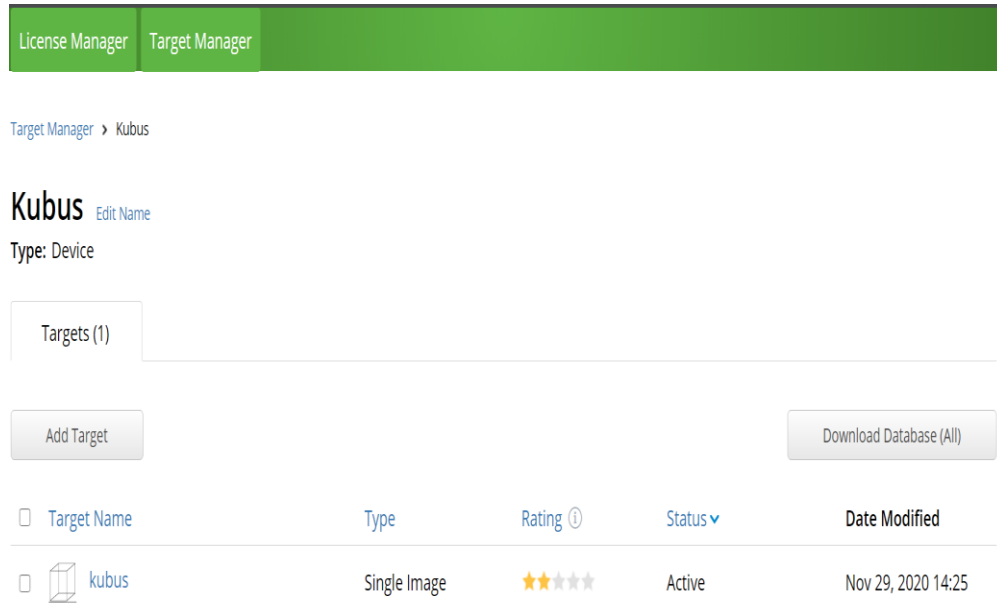 License Manager Target Manager
Target Manager > Kubus
Kubus Edit Name
Type: Device
Targets (1)
Add Target Download Database (All)
Target Name Type Rating Status Date Modified
kubus Single Image Active Nov 29, 2020 14:25